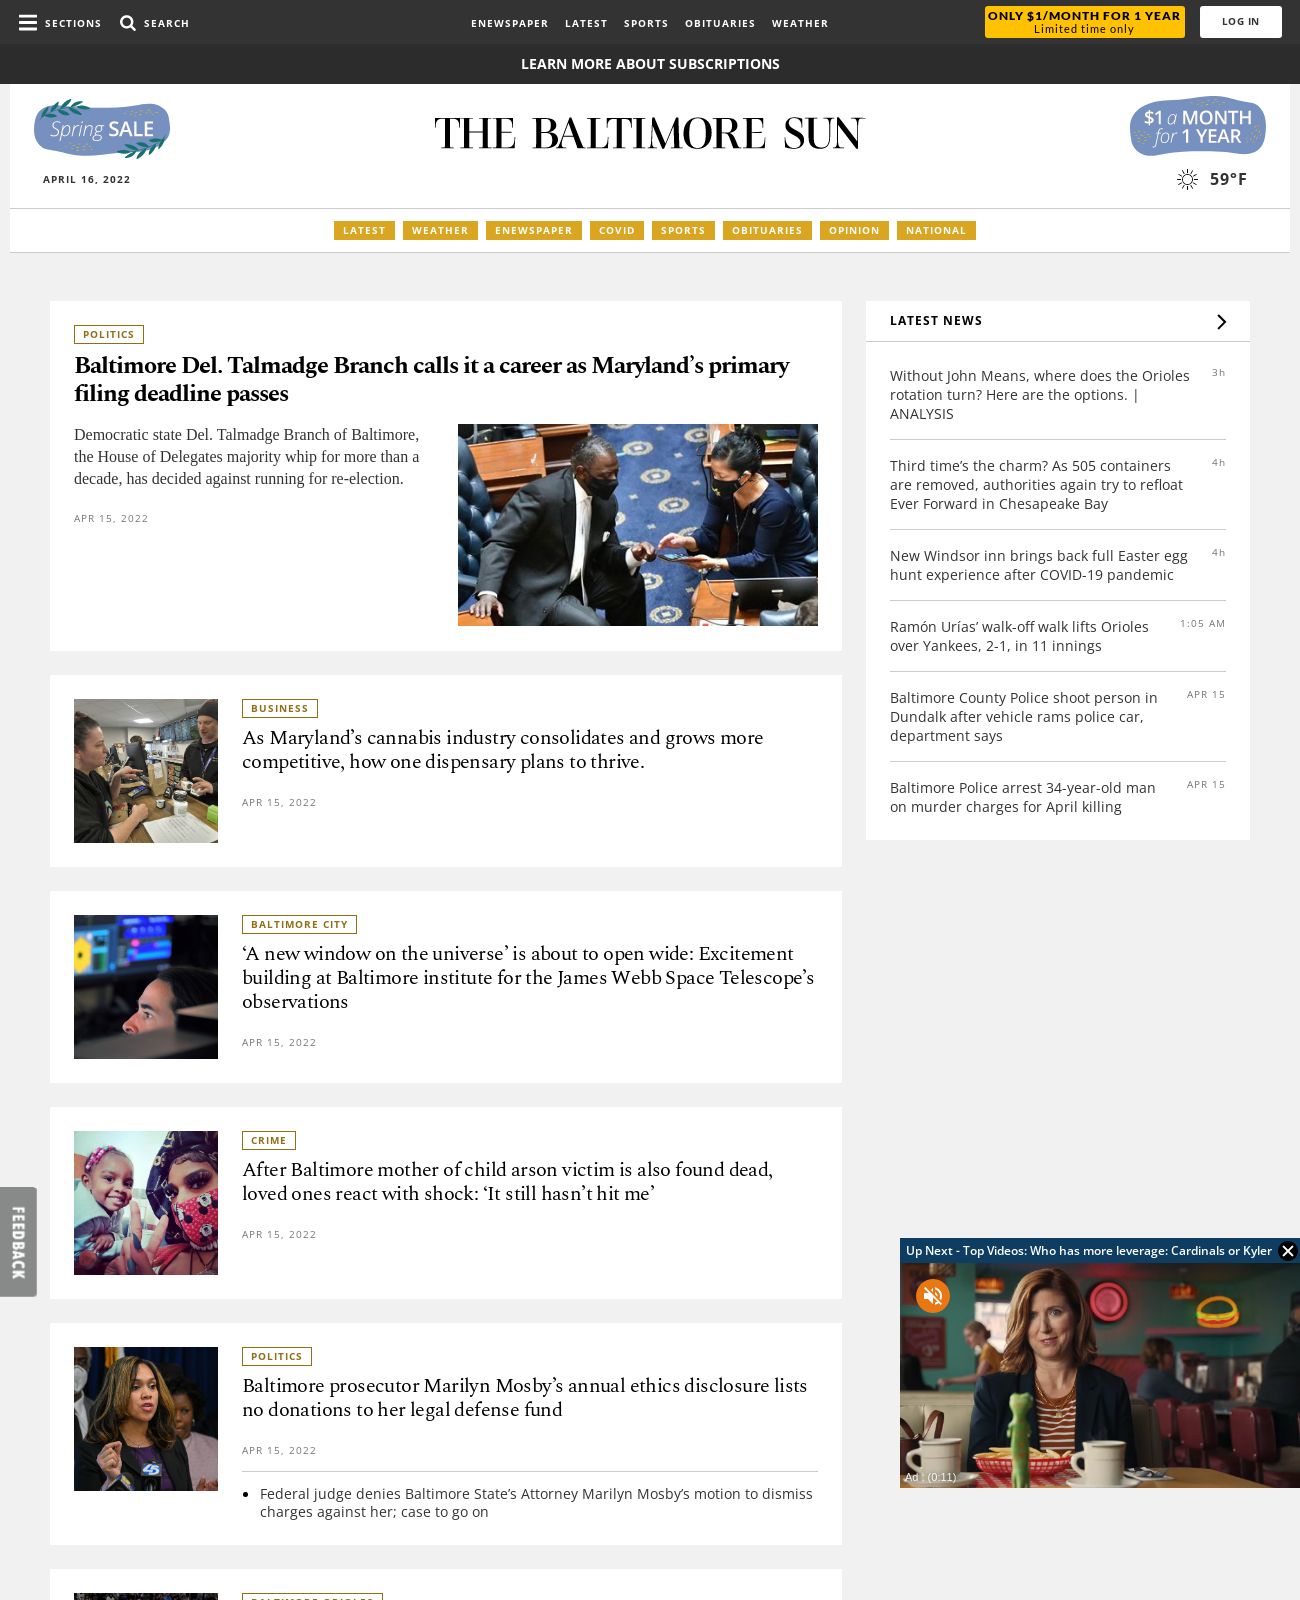 SECTIONS
SEARCH
ENEWSPAPER
LATEST
SPORTS
OBITUARIES
WEATHER
ONLY $1/MONTH FOR 1 YEAR
Limited time only
LOG IN
LEARN MORE ABOUT SUBSCRIPTIONS
Spring SALE
THE BALTIMORE SUN
$1 a MONTH
for 1 YEAR
APRIL 16, 2022
59°F
LATEST
WEATHER
ENEWSPAPER
COVID
SPORTS
OBITUARIES
OPINION
NATIONAL
POLITICS
Baltimore Del. Talmadge Branch calls it a career as Maryland’s primary
filing deadline passes
Democratic state Del. Talmadge Branch of Baltimore,
the House of Delegates majority whip for more than a
decade, has decided against running for re-election.
APR 15, 2022
BUSINESS
As Maryland’s cannabis industry consolidates and grows more
competitive, how one dispensary plans to thrive.
APR 15, 2022
BALTIMORE CITY
‘A new window on the universe’ is about to open wide: Excitement
building at Baltimore institute for the James Webb Space Telescope’s
observations
APR 15, 2022
CRIME
After Baltimore mother of child arson victim is also found dead,
loved ones react with shock: ‘It still hasn’t hit me’
APR 15, 2022
POLITICS
Baltimore prosecutor Marilyn Mosby’s annual ethics disclosure lists
no donations to her legal defense fund
APR 15, 2022
Federal judge denies Baltimore State’s Attorney Marilyn Mosby’s motion to dismiss
charges against her; case to go on
LATEST NEWS
Without John Means, where does the Orioles
rotation turn? Here are the options. |
ANALYSIS
3h
Third time’s the charm? As 505 containers
are removed, authorities again try to refloat
Ever Forward in Chesapeake Bay
4h
New Windsor inn brings back full Easter egg
hunt experience after COVID-19 pandemic
4h
Ramón Urías’ walk-off walk lifts Orioles
over Yankees, 2-1, in 11 innings
1:05 AM
Baltimore County Police shoot person in
Dundalk after vehicle rams police car,
department says
APR 15
Baltimore Police arrest 34-year-old man
on murder charges for April killing
APR 15
FEEDBACK
Up Next - Top Videos: Who has more leverage: Cardinals or Kyler
Ad : (0:11)